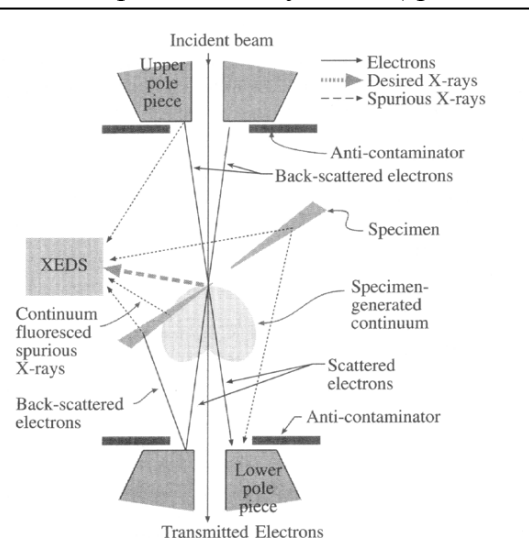 Incident beam
Upper
pole
piece
Electrons
Desired X-rays
Spurious X-rays
Anti-contaminator
Back-scattered electrons
Specimen
XEDS
Specimen-
generated
continuum
Continuum
fluoresced
spurious
X-rays
Scattered
electrons
Back-scattered
electrons
Anti-contaminator
Lower
pole
piece
Transmitted Electrons